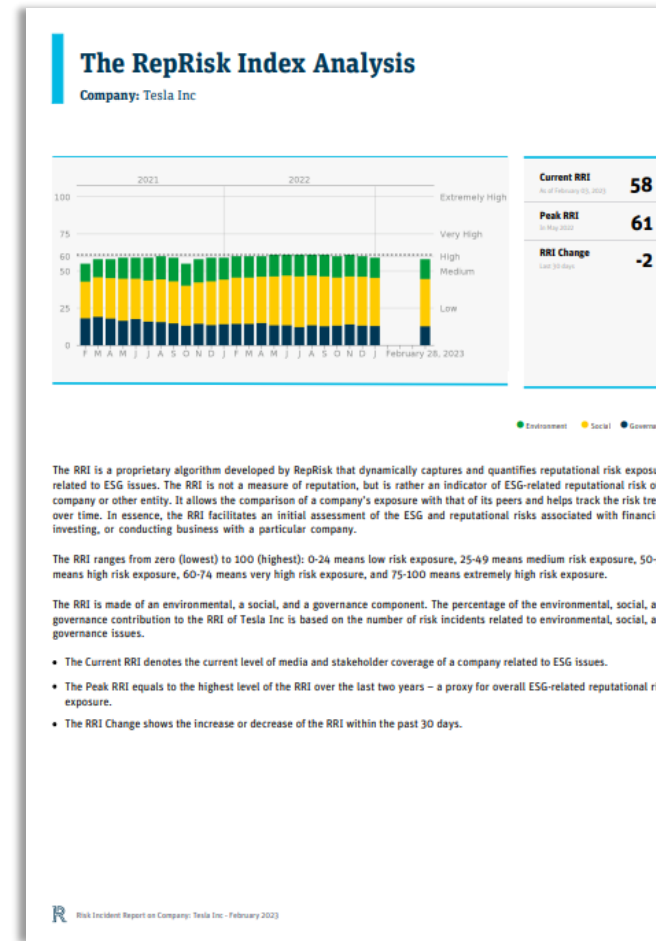 The RepRisk Index Analysis
Company: Tesla Inc
2021 2022
100 Extremely High
75 Very High
60 High
50 Medium
25 Low
0
F M A M J J A S O N D J F M A M J J A S O N D J February 28, 2023
Current RRI 58
As of February 03, 2023
Peak RRI 61
In May 2022
RRI Change -2
Last 30 days
Environment Social Governa
The RRI is a proprietary algorithm developed by RepRisk that dynamically captures and quantifies reputational risk exposu
related to ESG issues. The RRI is not a measure of reputation, but is rather an indicator of ESG-related reputational risk o
company or other entity. It allows the comparison of a company's exposure with that of its peers and helps track the risk tre
over time. In essence, the RRI facilitates an initial assessment of the ESG and reputational risks associated with financi
investing, or conducting business with a particular company.
The RRI ranges from zero (lowest) to 100 (highest): 0-24 means low risk exposure, 25-49 means medium risk exposure, 50-
means high risk exposure, 60-74 means very high risk exposure, and 75-100 means extremely high risk exposure.
The RRI is made of an environmental, a social, and a governance component. The percentage of the environmental, social, a
governance contribution to the RRI of Tesla Inc is based on the number of risk incidents related to environmental, social, a
governance issues.
• The Current RRI denotes the current level of media and stakeholder coverage of a company related to ESG issues.
• The Peak RRI equals to the highest level of the RRI over the last two years – a proxy for overall ESG-related reputational ri
exposure.
• The RRI Change shows the increase or decrease of the RRI within the past 30 days.
R Risk Incident Report on Company: Tesla Inc - February 2023